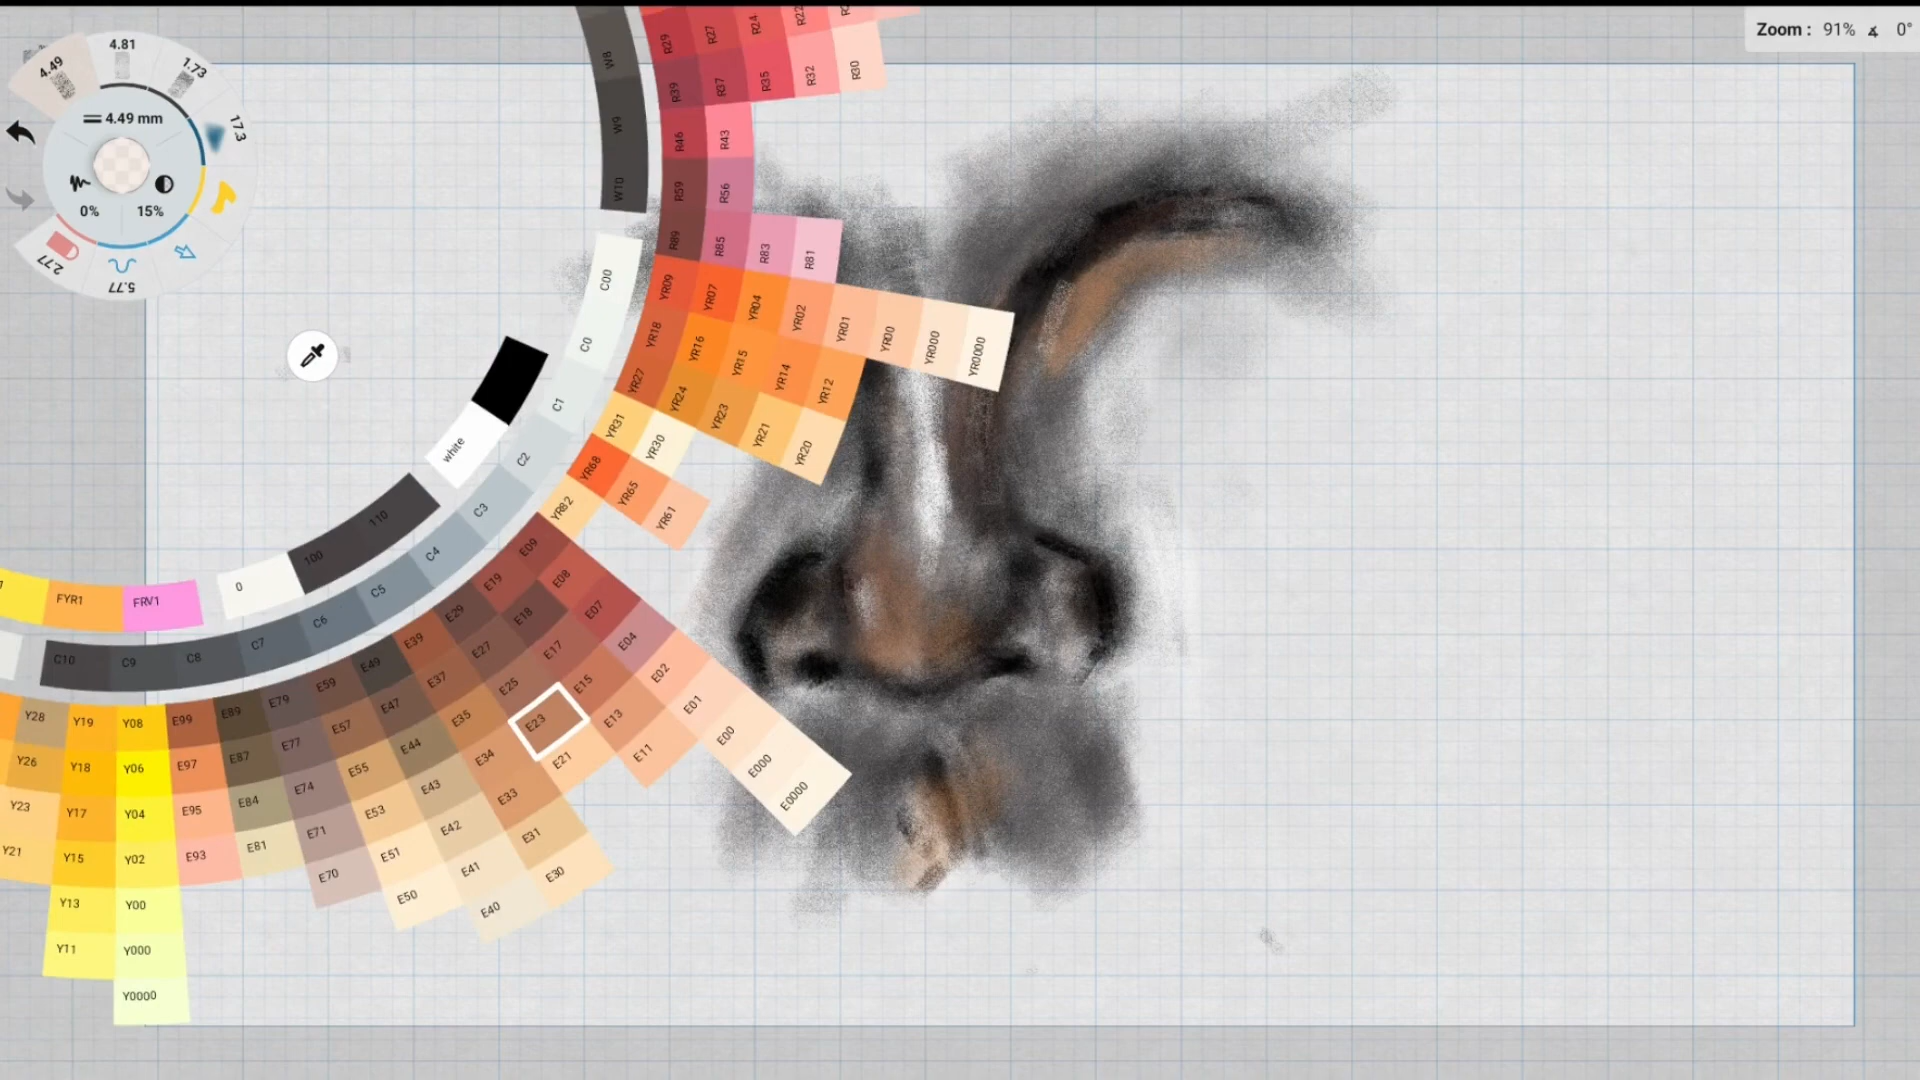 Zoom : 91% 0°
4.81
4.49
1.73
17.3
4.49 mm
0%
15%
2.77
5.77
W8
W9
W10
R29
R27
R24
R22
R39
R37
R35
R32
R30
R46
R43
R59
R56
R89
R85
R83
R81
YR09
YR07
YR04
YR02
YR01
YR00
YR000
YR0000
YR18
YR16
YR15
YR14
YR12
YR27
YR24
YR23
YR21
YR20
YR31
YR30
YR68
YR65
YR61
YR82
C00
C0
C1
C2
C3
C4
C5
C6
C7
C8
C9
C10
white
110
100
0
FRV1
FYR1
E09
E08
E07
E04
E02
E01
E00
E000
E0000
E19
E18
E17
E15
E13
E11
E29
E27
E25
E23
E21
E39
E37
E35
E34
E33
E31
E30
E49
E47
E44
E43
E42
E41
E40
E59
E57
E55
E53
E51
E50
E79
E77
E74
E71
E70
E89
E87
E84
E81
E99
E97
E95
E93
Y08
Y06
Y04
Y02
Y00
Y000
Y0000
Y19
Y18
Y17
Y15
Y13
Y11
Y28
Y26
Y23
Y21